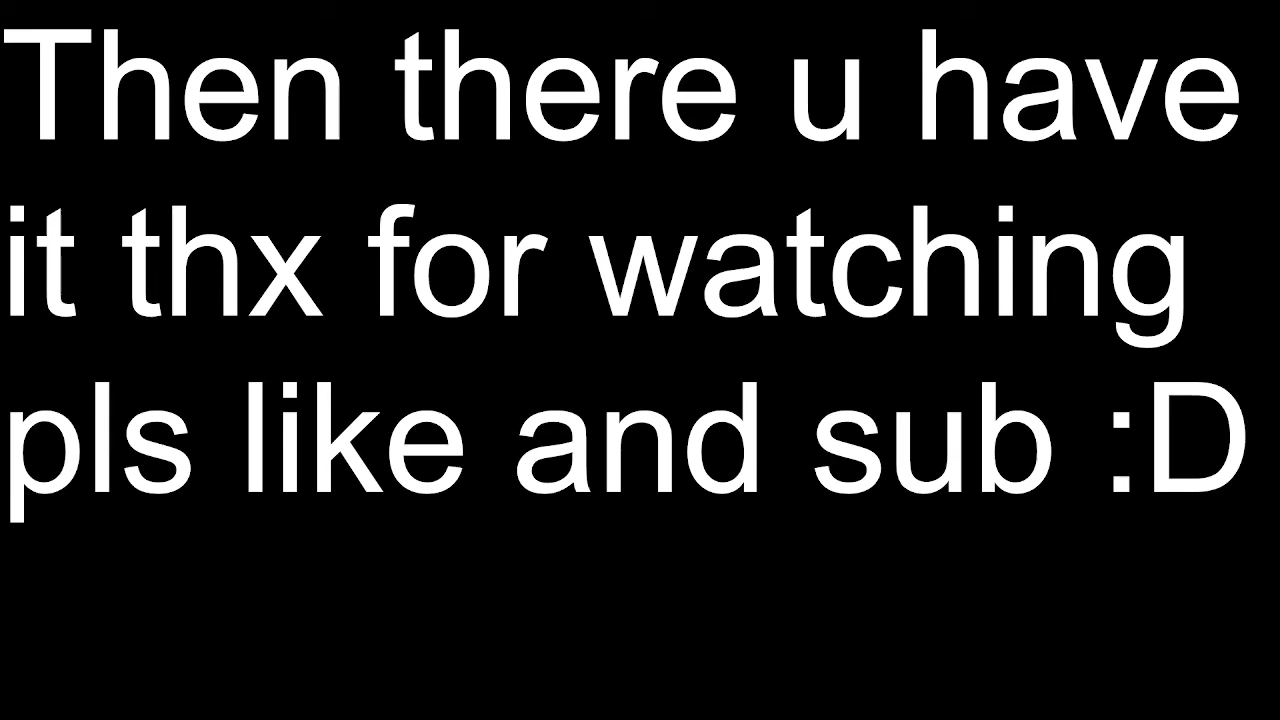 Then there u have
it thx for watching
pls like and sub :D